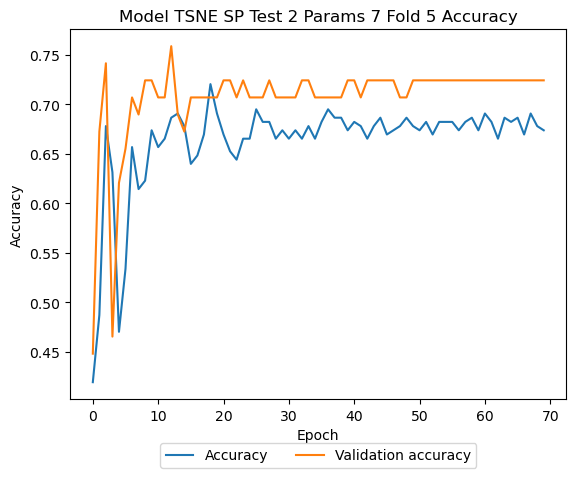 Model TSNE SP Test 2 Params 7 Fold 5 Accuracy
0.75
0.70
0.65
0.60
0.55
0.50
0.45
Accuracy
0 10 20 30 40 50 60 70
Epoch
Accuracy Validation accuracy